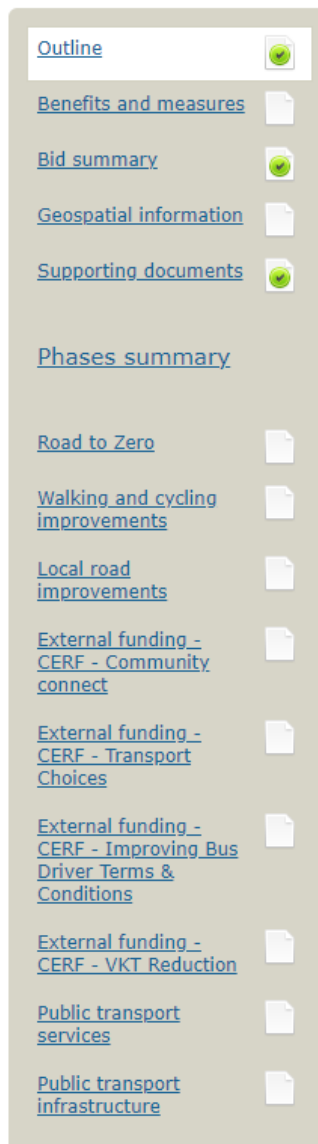 Outline
Benefits and measures
Bid summary
Geospatial information
Supporting documents
Phases summary
Road to Zero
Walking and cycling
improvements
Local road
improvements
External funding -
CERF - Community
connect
External funding -
CERF - Transport
Choices
External funding -
CERF - Improving Bus
Driver Terms &
Conditions
External funding -
CERF - VKT Reduction
Public transport
services
Public transport
infrastructure